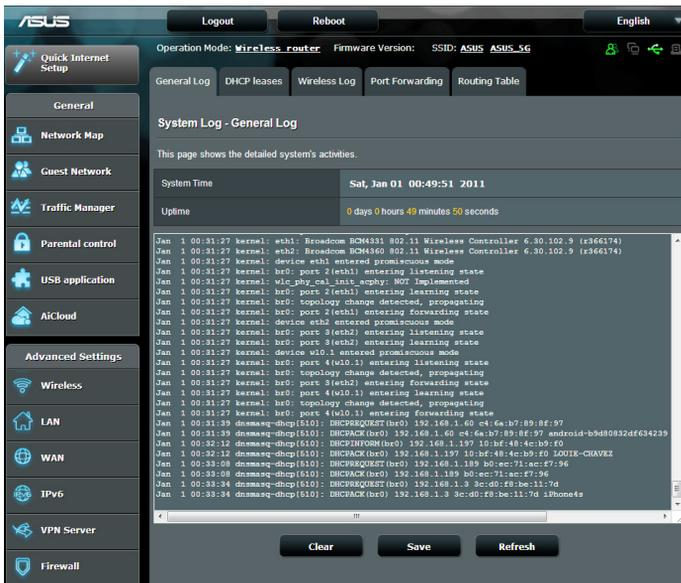 ASUS
Logout
Reboot
English
Operation Mode: Wireless router Firmware Version: SSID: ASUS ASUS_5G
Quick Internet
Setup
General
Network Map
Guest Network
Traffic Manager
Parental control
USB application
AiCloud
Advanced Settings
Wireless
LAN
WAN
IPv6
VPN Server
Firewall
General Log
DHCP leases
Wireless Log
Port Forwarding
Routing Table
System Log - General Log
This page shows the detailed system's activities.
System Time Sat, Jan 01 00:49:51 2011
Uptime 0 days 0 hours 49 minutes 50 seconds
Jan 1 00:31:27 kernel: eth1: Broadcom BCM4331 802.11 Wireless Controller 6.30.102.9 (r366174)
Jan 1 00:31:27 kernel: eth2: Broadcom BCM4360 802.11 Wireless Controller 6.30.102.9 (r366174)
Jan 1 00:31:27 kernel: device eth1 entered promiscuous mode
Jan 1 00:31:27 kernel: br0: port 2(eth1) entering listening state
Jan 1 00:31:27 kernel: wlc_phy_cal_init_acphy: NOT Implemented
Jan 1 00:31:27 kernel: br0: port 2(eth1) entering learning state
Jan 1 00:31:27 kernel: br0: topology change detected, propagating
Jan 1 00:31:27 kernel: br0: port 2(eth1) entering forwarding state
Jan 1 00:31:27 kernel: device eth2 entered promiscuous mode
Jan 1 00:31:27 kernel: br0: port 3(eth2) entering listening state
Jan 1 00:31:27 kernel: br0: port 3(eth2) entering learning state
Jan 1 00:31:27 kernel: device wl0.1 entered promiscuous mode
Jan 1 00:31:27 kernel: br0: port 4(wl0.1) entering listening state
Jan 1 00:31:27 kernel: br0: topology change detected, propagating
Jan 1 00:31:27 kernel: br0: port 3(eth2) entering forwarding state
Jan 1 00:31:27 kernel: br0: port 4(wl0.1) entering learning state
Jan 1 00:31:27 kernel: br0: topology change detected, propagating
Jan 1 00:31:27 kernel: br0: port 4(wl0.1) entering forwarding state
Jan 1 00:31:39 dnsmasq-dhcp[510]: DHCPREQUEST(br0) 192.168.1.60 c4:6a:b7:89:8f:97
Jan 1 00:31:39 dnsmasq-dhcp[510]: DHCPACK(br0) 192.168.1.60 c4:6a:b7:89:8f:97 android-b9d80832df634239
Jan 1 00:32:12 dnsmasq-dhcp[510]: DHCPINFORM(br0) 192.168.1.197 10:bf:48:4c:b9:f0
Jan 1 00:32:12 dnsmasq-dhcp[510]: DHCPACK(br0) 192.168.1.197 10:bf:48:4c:b9:f0 LOUIE-CHAVEZ
Jan 1 00:33:08 dnsmasq-dhcp[510]: DHCPREQUEST(br0) 192.168.1.189 b0:ec:71:ac:f7:96
Jan 1 00:33:08 dnsmasq-dhcp[510]: DHCPACK(br0) 192.168.1.189 b0:ec:71:ac:f7:96
Jan 1 00:33:34 dnsmasq-dhcp[510]: DHCPREQUEST(br0) 192.168.1.3 3c:d0:f8:be:11:7d
Jan 1 00:33:34 dnsmasq-dhcp[510]: DHCPACK(br0) 192.168.1.3 3c:d0:f8:be:11:7d iPhone4s
Clear
Save
Refresh